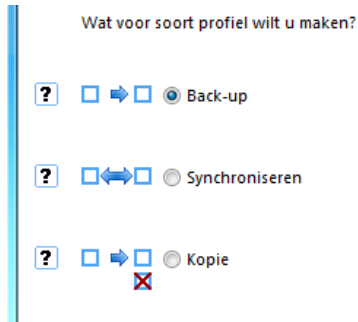 Wat voor soort profiel wilt u maken?
? Back-up
? Synchroniseren
? Kopie